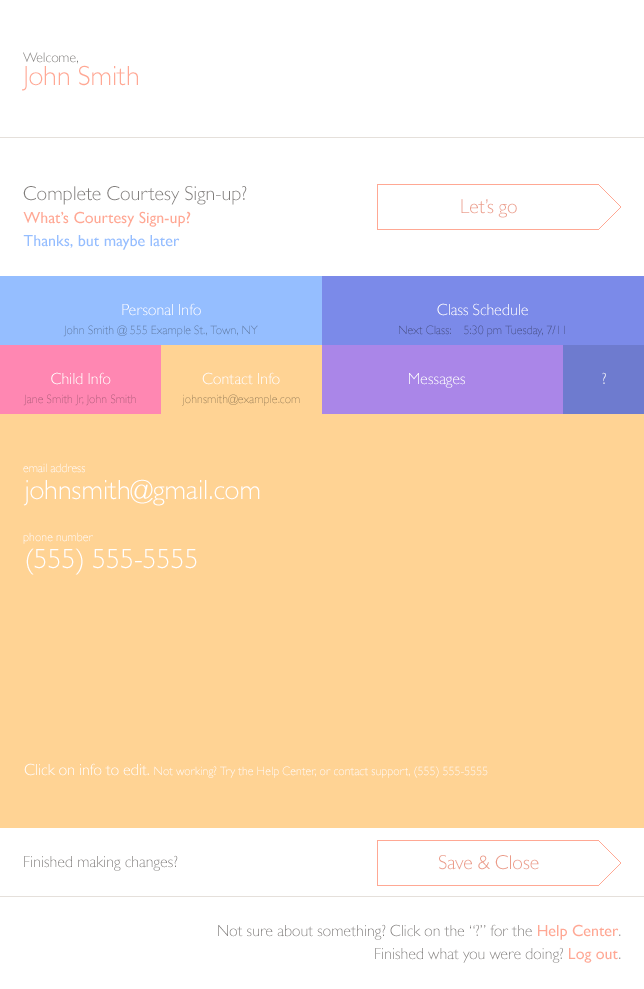 Welcome,
John Smith
Complete Courtesy Sign-up?
What's Courtesy Sign-up?
Thanks, but maybe later
Let's go
Personal Info
John Smith @ 555 Example St., Town, NY
Class Schedule
Next Class: 5:30 pm Tuesday, 7/11
Child Info
Jane Smith Jr, John Smith
Contact Info
johnsmith@example.com
Messages
?
email address
johnsmith@gmail.com
phone number
(555) 555-5555
Click on info to edit. Not working? Try the Help Center, or contact support. (555) 555-5555
Finished making changes?
Save & Close
Not sure about something? Click on the “?” for the Help Center.
Finished what you were doing? Log out.